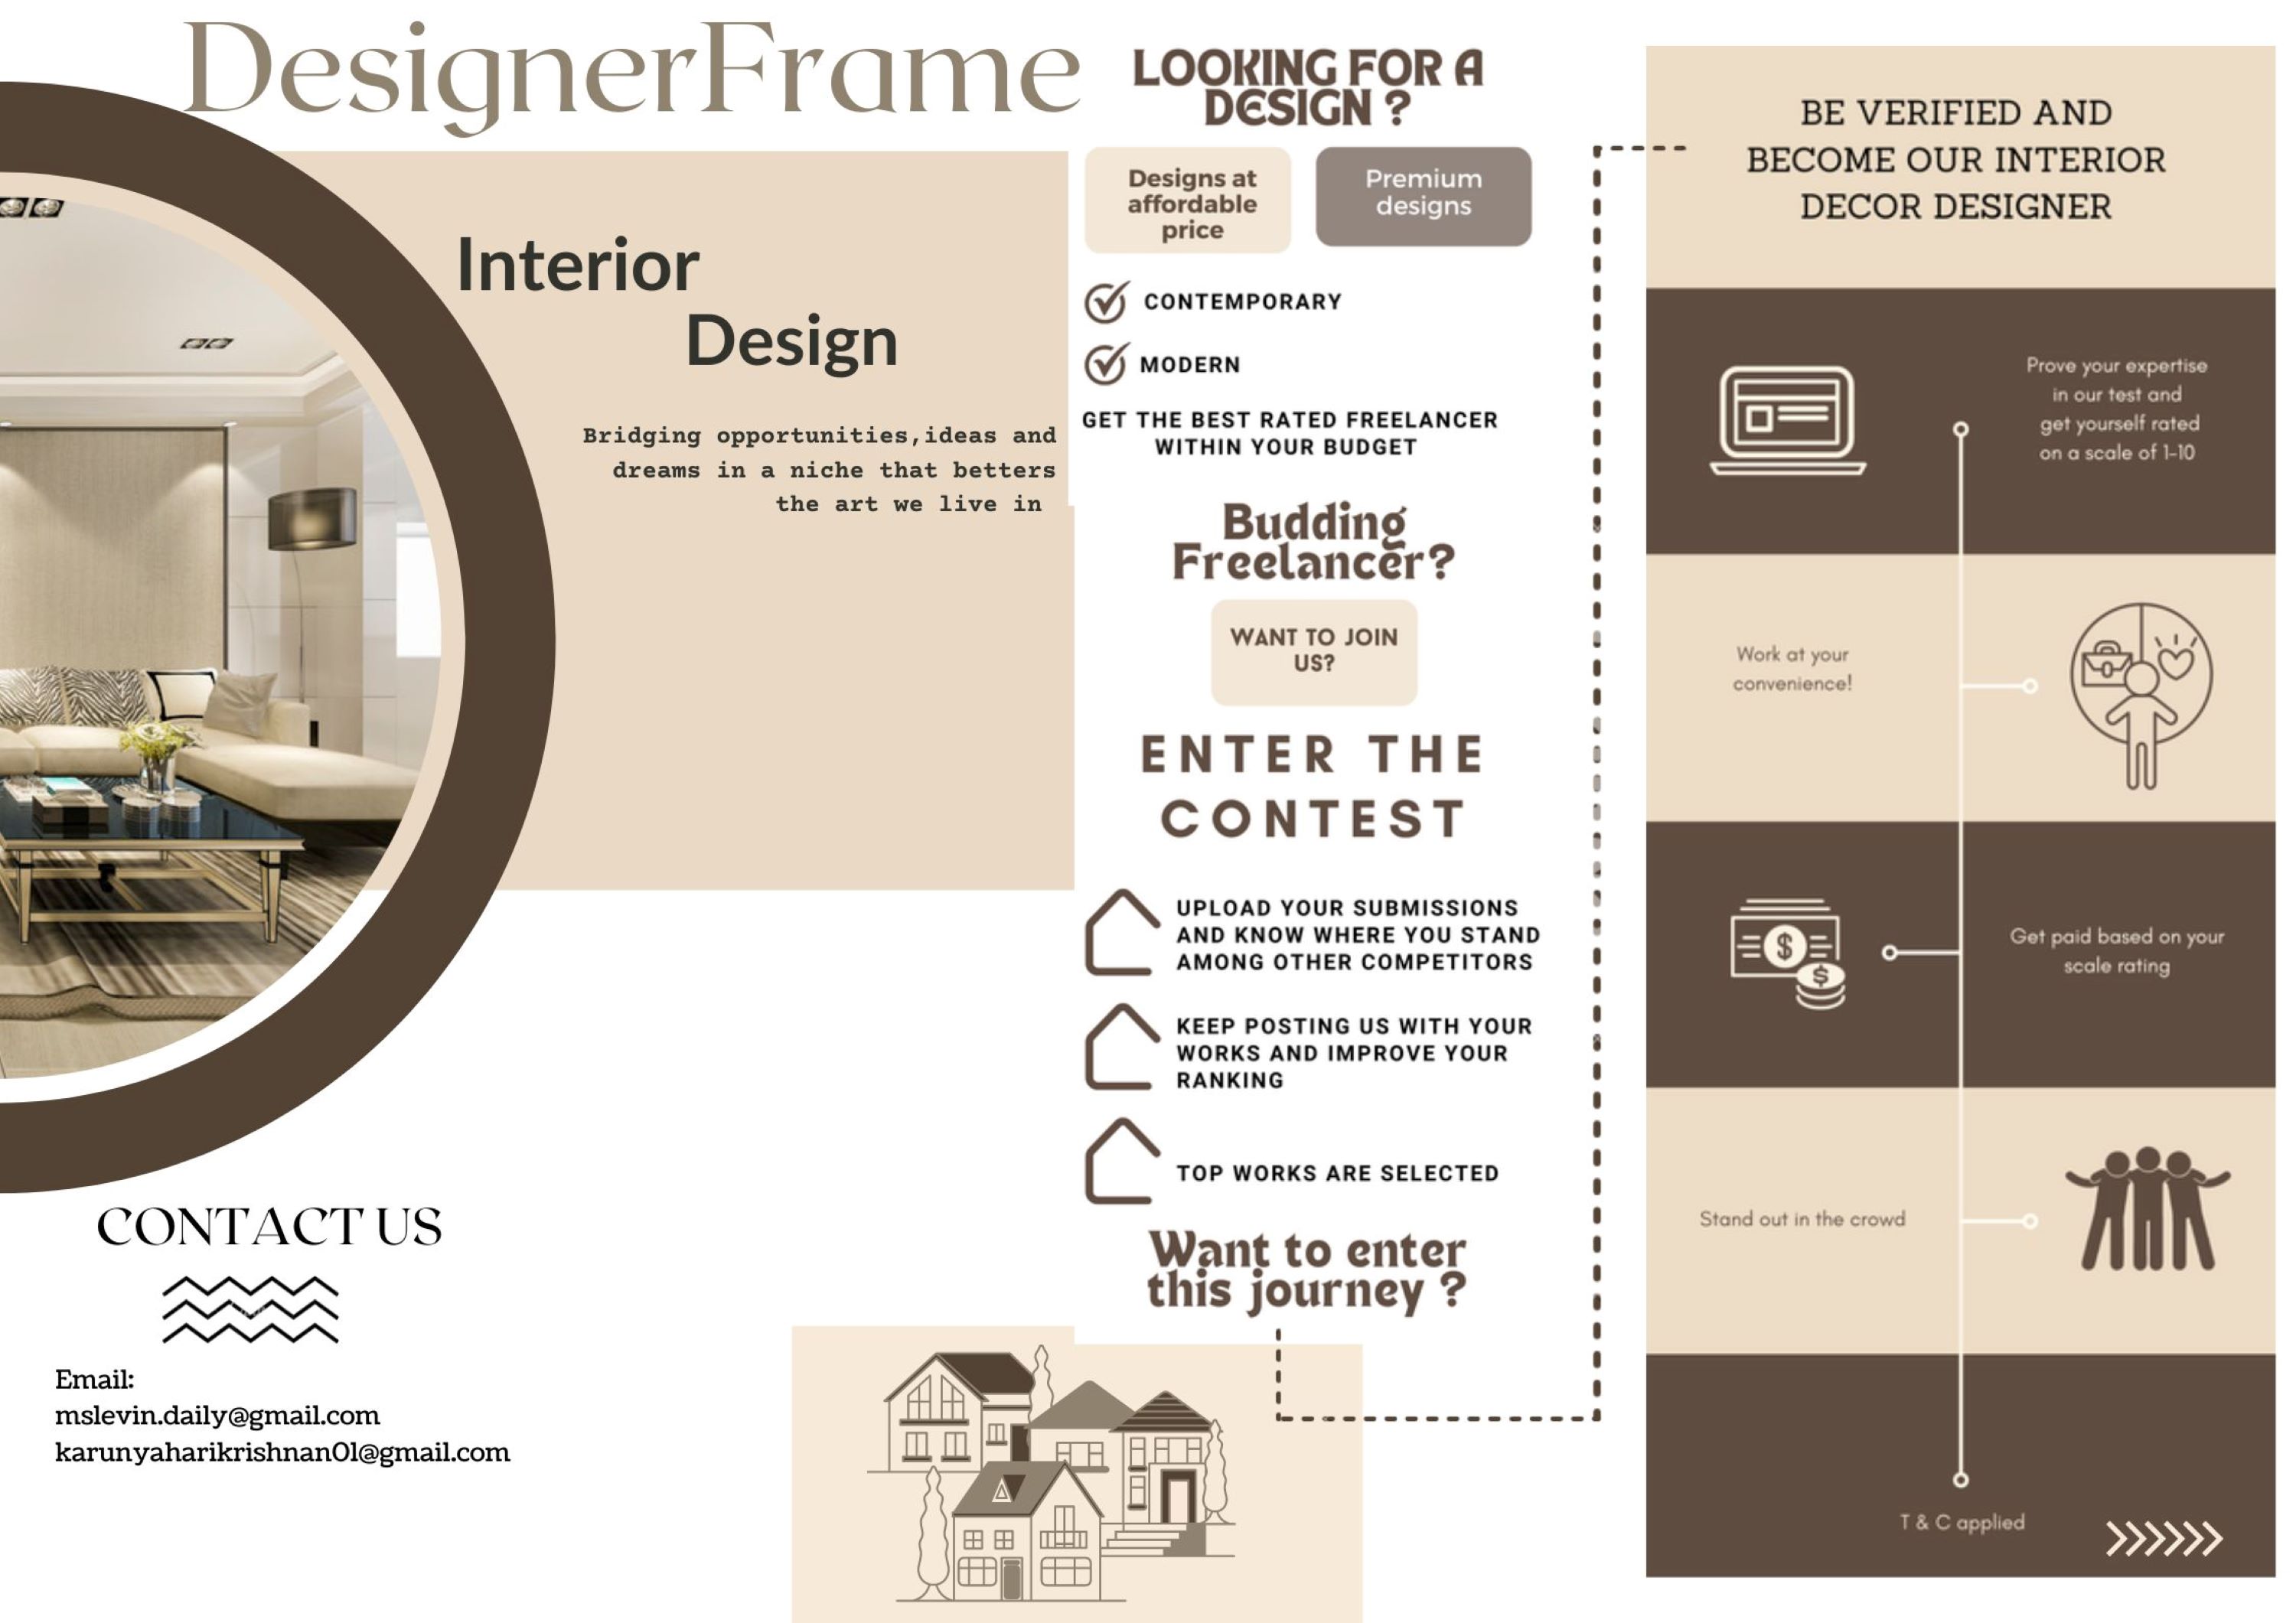 DesignerFrame
Interior
Design
Bridging opportunities,ideas and
dreams in a niche that betters
the art we live in
CONTACT US
Email:
mslevin.daily@gmail.com
karunyaharikrishnan01@gmail.com
LOOKING FOR A
DESIGN ?
Designs at
affordable
price
Premium
designs
CONTEMPORARY
MODERN
GET THE BEST RATED FREELANCER
WITHIN YOUR BUDGET
Budding
Freelancer?
WANT TO JOIN
US?
ENTER THE
CONTEST
UPLOAD YOUR SUBMISSIONS
AND KNOW WHERE YOU STAND
AMONG OTHER COMPETITORS
KEEP POSTING US WITH YOUR
WORKS AND IMPROVE YOUR
RANKING
TOP WORKS ARE SELECTED
Want to enter
this journey ?
BE VERIFIED AND
BECOME OUR INTERIOR
DECOR DESIGNER
Prove your expertise
in our test and
get yourself rated
on a scale of 1-10
Work at your
convenience!
$
$
Get paid based on your
scale rating
Stand out in the crowd
T & C applied